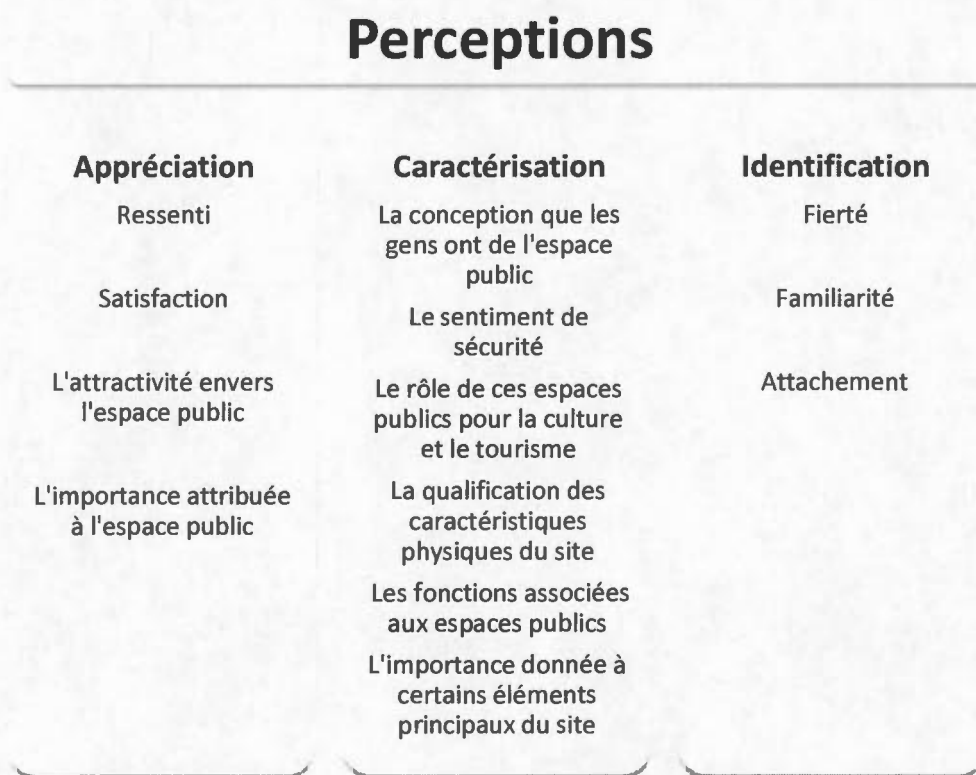 Perceptions
Appréciation
Ressenti
Satisfaction
L'attractivité envers
l'espace public
L'importance attribuée
à l'espace public
Caractérisation
La conception que les
gens ont de l'espace
public
Le sentiment de
sécurité
Le rôle de ces espaces
publics pour la culture
et le tourisme
La qualification des
caractéristiques
physiques du site
Les fonctions associées
aux espaces publics
L'importance donnée à
certains éléments
principaux du site
Identification
Fierté
Familiarité
Attachement